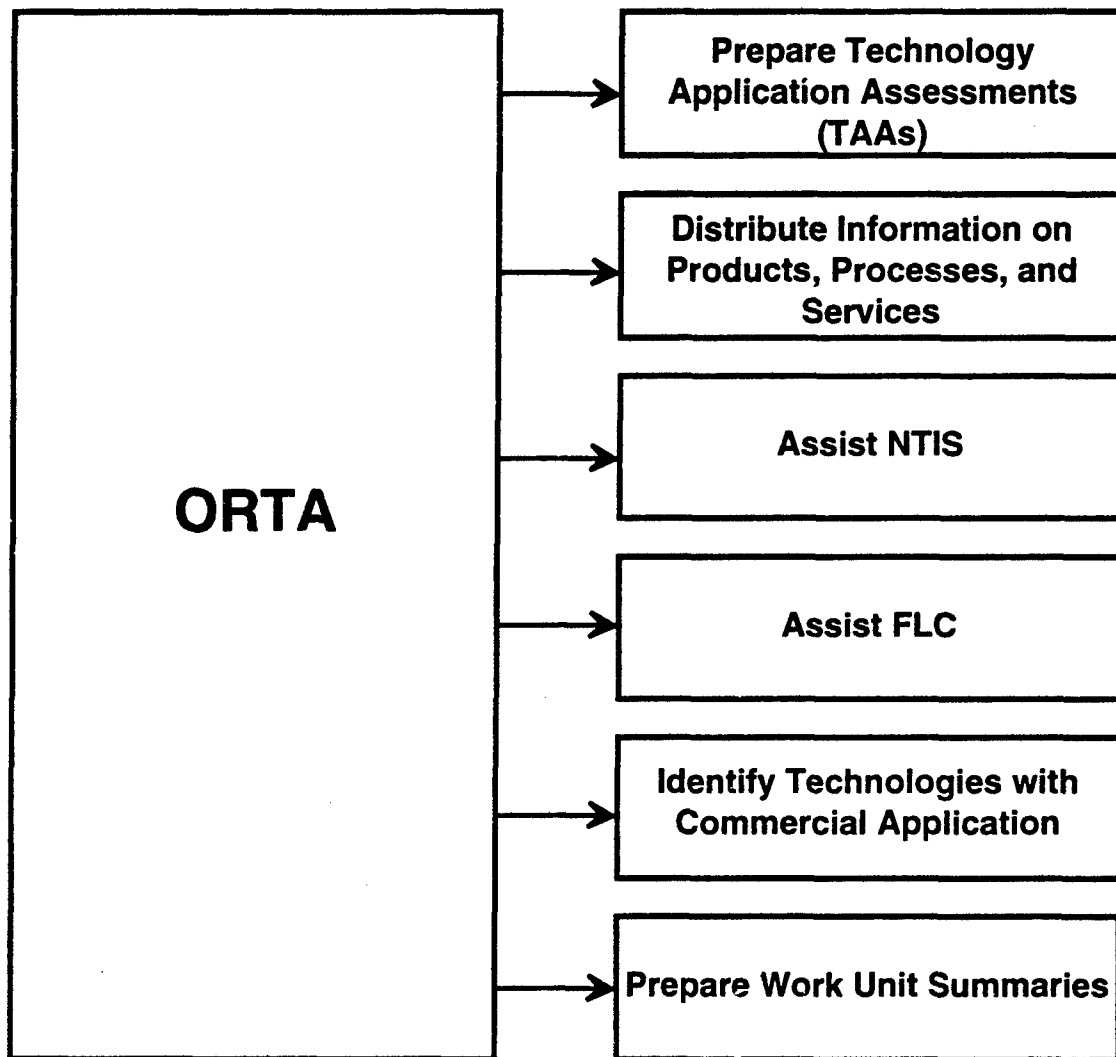 ORTA
Prepare Technology
Application Assessments
(TAAs)
Distribute Information on
Products, Processes, and
Services
Assist NTIS
Assist FLC
Identify Technologies with
Commercial Application
Prepare Work Unit Summaries